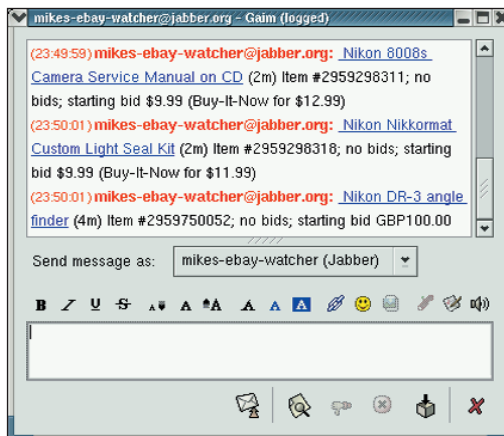 mikes-ebay-watcher@jabber.org - Gaim (logged)
(23:49:59) mikes-ebay-watcher@jabber.org: Nikon 8008s
Camera Service Manual on CD (2m) Item #2959298311; no
bids; starting bid $9.99 (Buy-It-Now for $12.99)
(23:50:01) mikes-ebay-watcher@jabber.org: Nikon Nikkormat
Custom Light Seal Kit (2m) Item #2959298318; no bids; starting
bid $9.99 (Buy-It-Now for $11.99)
(23:50:01) mikes-ebay-watcher@jabber.org: Nikon DR-3 angle
finder (4m) Item #2959750052; no bids; starting bid GBP100.00
Send message as: mikes-ebay-watcher (Jabber)
B I U S A A A A A A